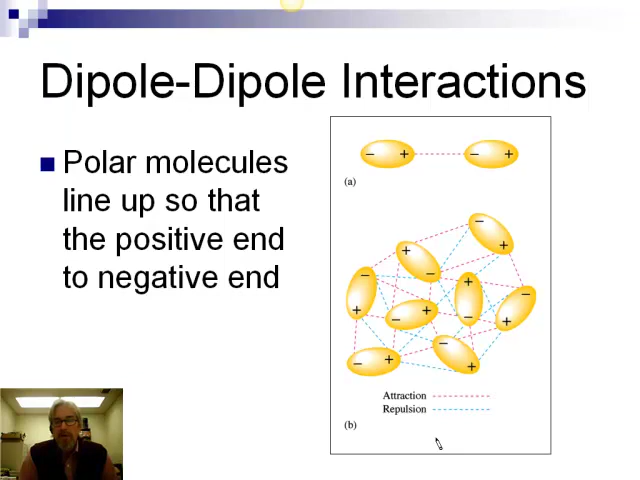 Dipole-Dipole Interactions
Polar molecules
line up so that
the positive end
to negative end
− + − +
(a)
−
+
+
−
−
+
+
−
−
+
−
+
−
+
−
+
Attraction
Repulsion
(b)